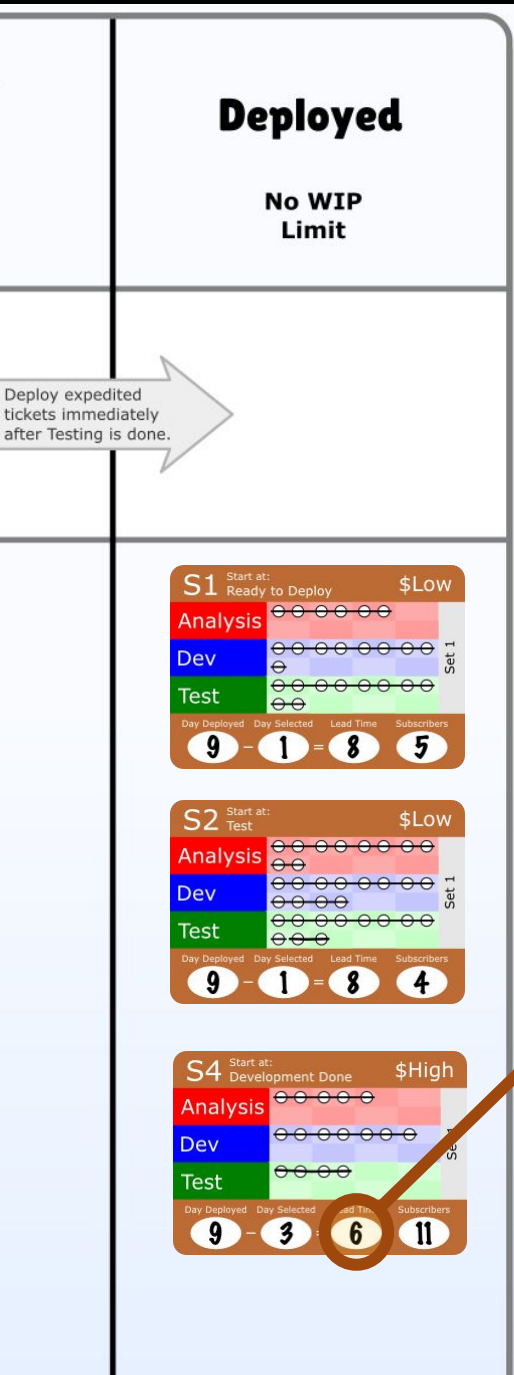 Deployed
No WIP
Limit
Deploy expedited
tickets immediately
after Testing is done.
S1 Start at:
Ready to Deploy $Low
Analysis
Dev
Test
Set 1
Day Deployed Day Selected Lead Time Subscribers
9 – 1 = 8 5
S2 Start at:
Test $Low
Analysis
Dev
Test
Set 1
Day Deployed Day Selected Lead Time Subscribers
9 – 1 = 8 4
S4 Start at:
Development Done $High
Analysis
Dev
Test
Day Deployed Day Selected Lead Time Subscribers
9 – 3 = 6 11